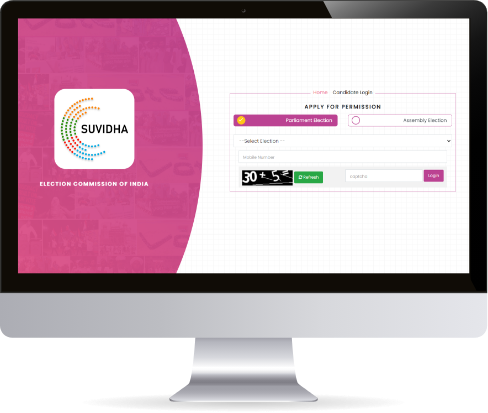 SUVIDHA
ELECTION COMMISSION OF INDIA
Home Candidate Login
APPLY FOR PERMISSION
Parliament Election Assembly Election
--Select Election --
Mobile Number
30 + 5 = Refresh captcha Login